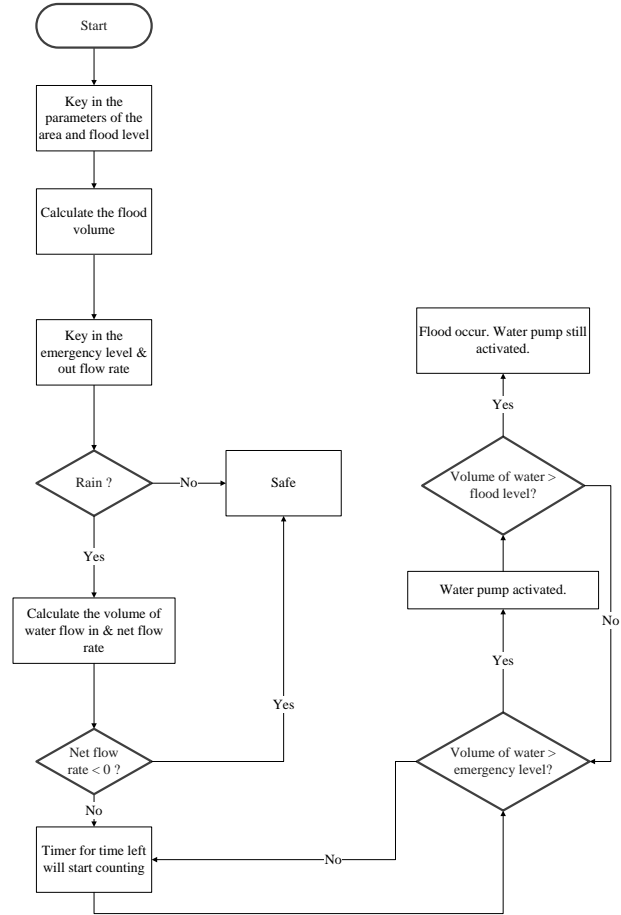 Start
Key in the
parameters of the
area and flood level
Calculate the flood
volume
Key in the
emergency level &
out flow rate
Rain ?
No
Safe
Yes
Calculate the volume of
water flow in & net flow
rate
Net flow
rate < 0 ?
Yes
No
Timer for time left
will start counting
No
Flood occur. Water pump still
activated.
Yes
Volume of water >
flood level?
Water pump activated.
No
Yes
Volume of water >
emergency level?